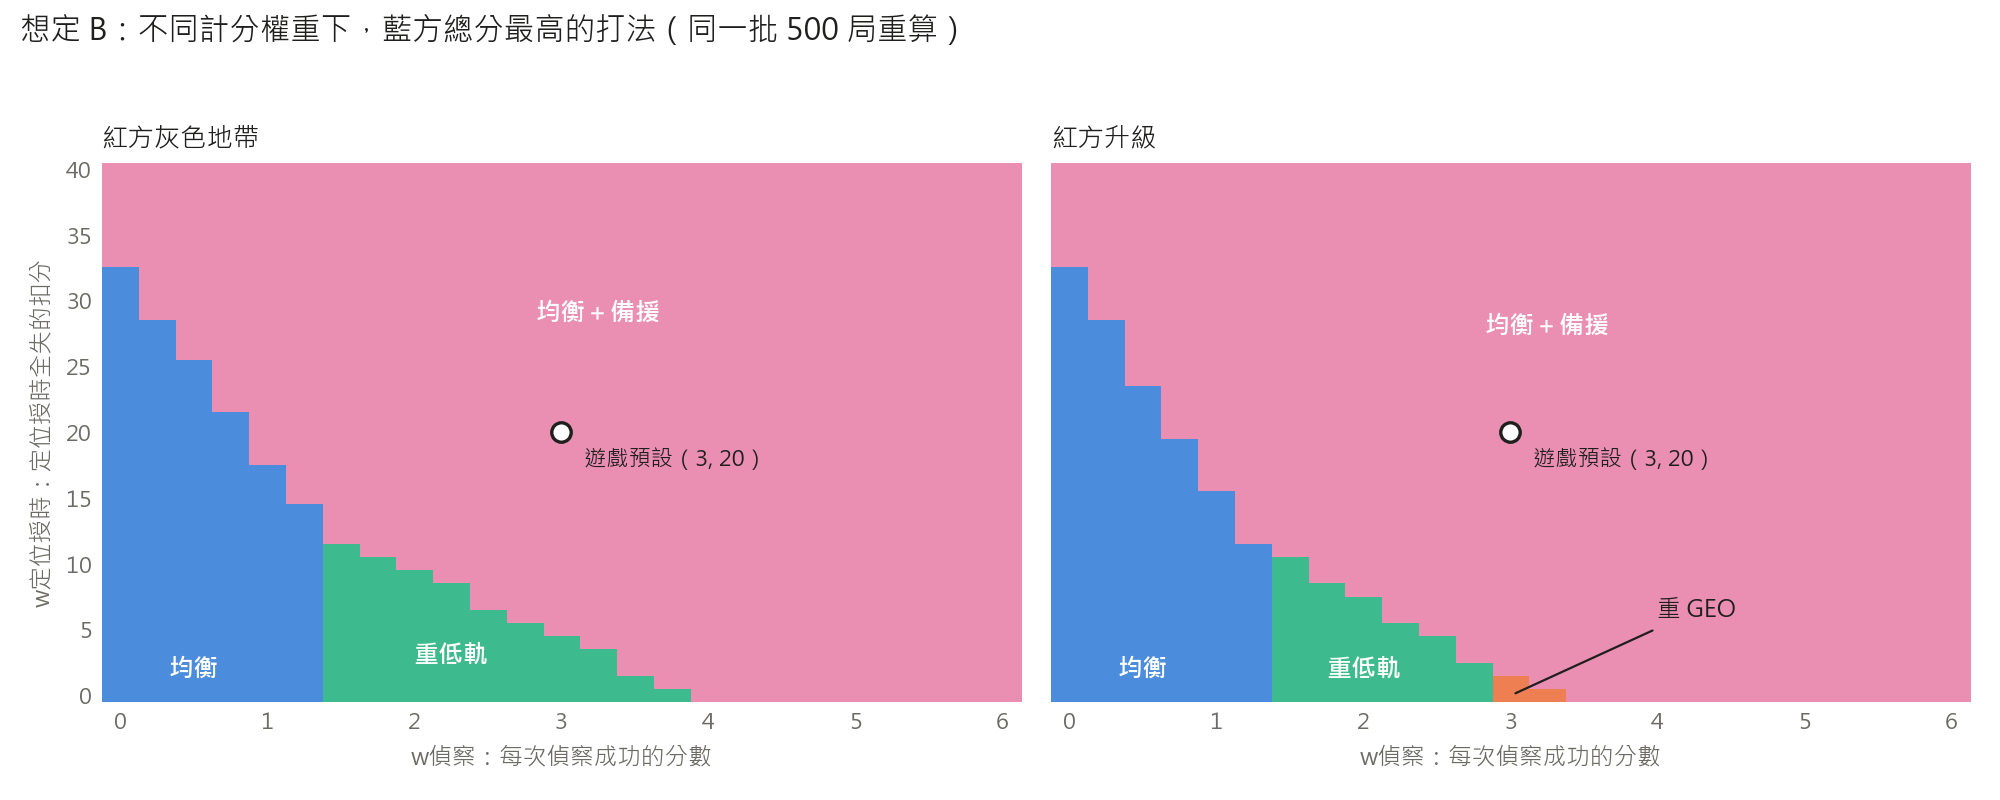 想定 B：不同計分權重下，藍方總分最高的打法（同一批 500 局重算）
紅方灰色地帶
w定位授時：定位授時全失的扣分
40
35
30
25
20
15
10
5
0
均衡＋備援
遊戲預設（3, 20）
重低軌
均衡
0 1 2 3 4 5 6
w偵察：每次偵察成功的分數
紅方升級
均衡＋備援
遊戲預設（3, 20）
重 GEO
重低軌
均衡
0 1 2 3 4 5 6
w偵察：每次偵察成功的分數